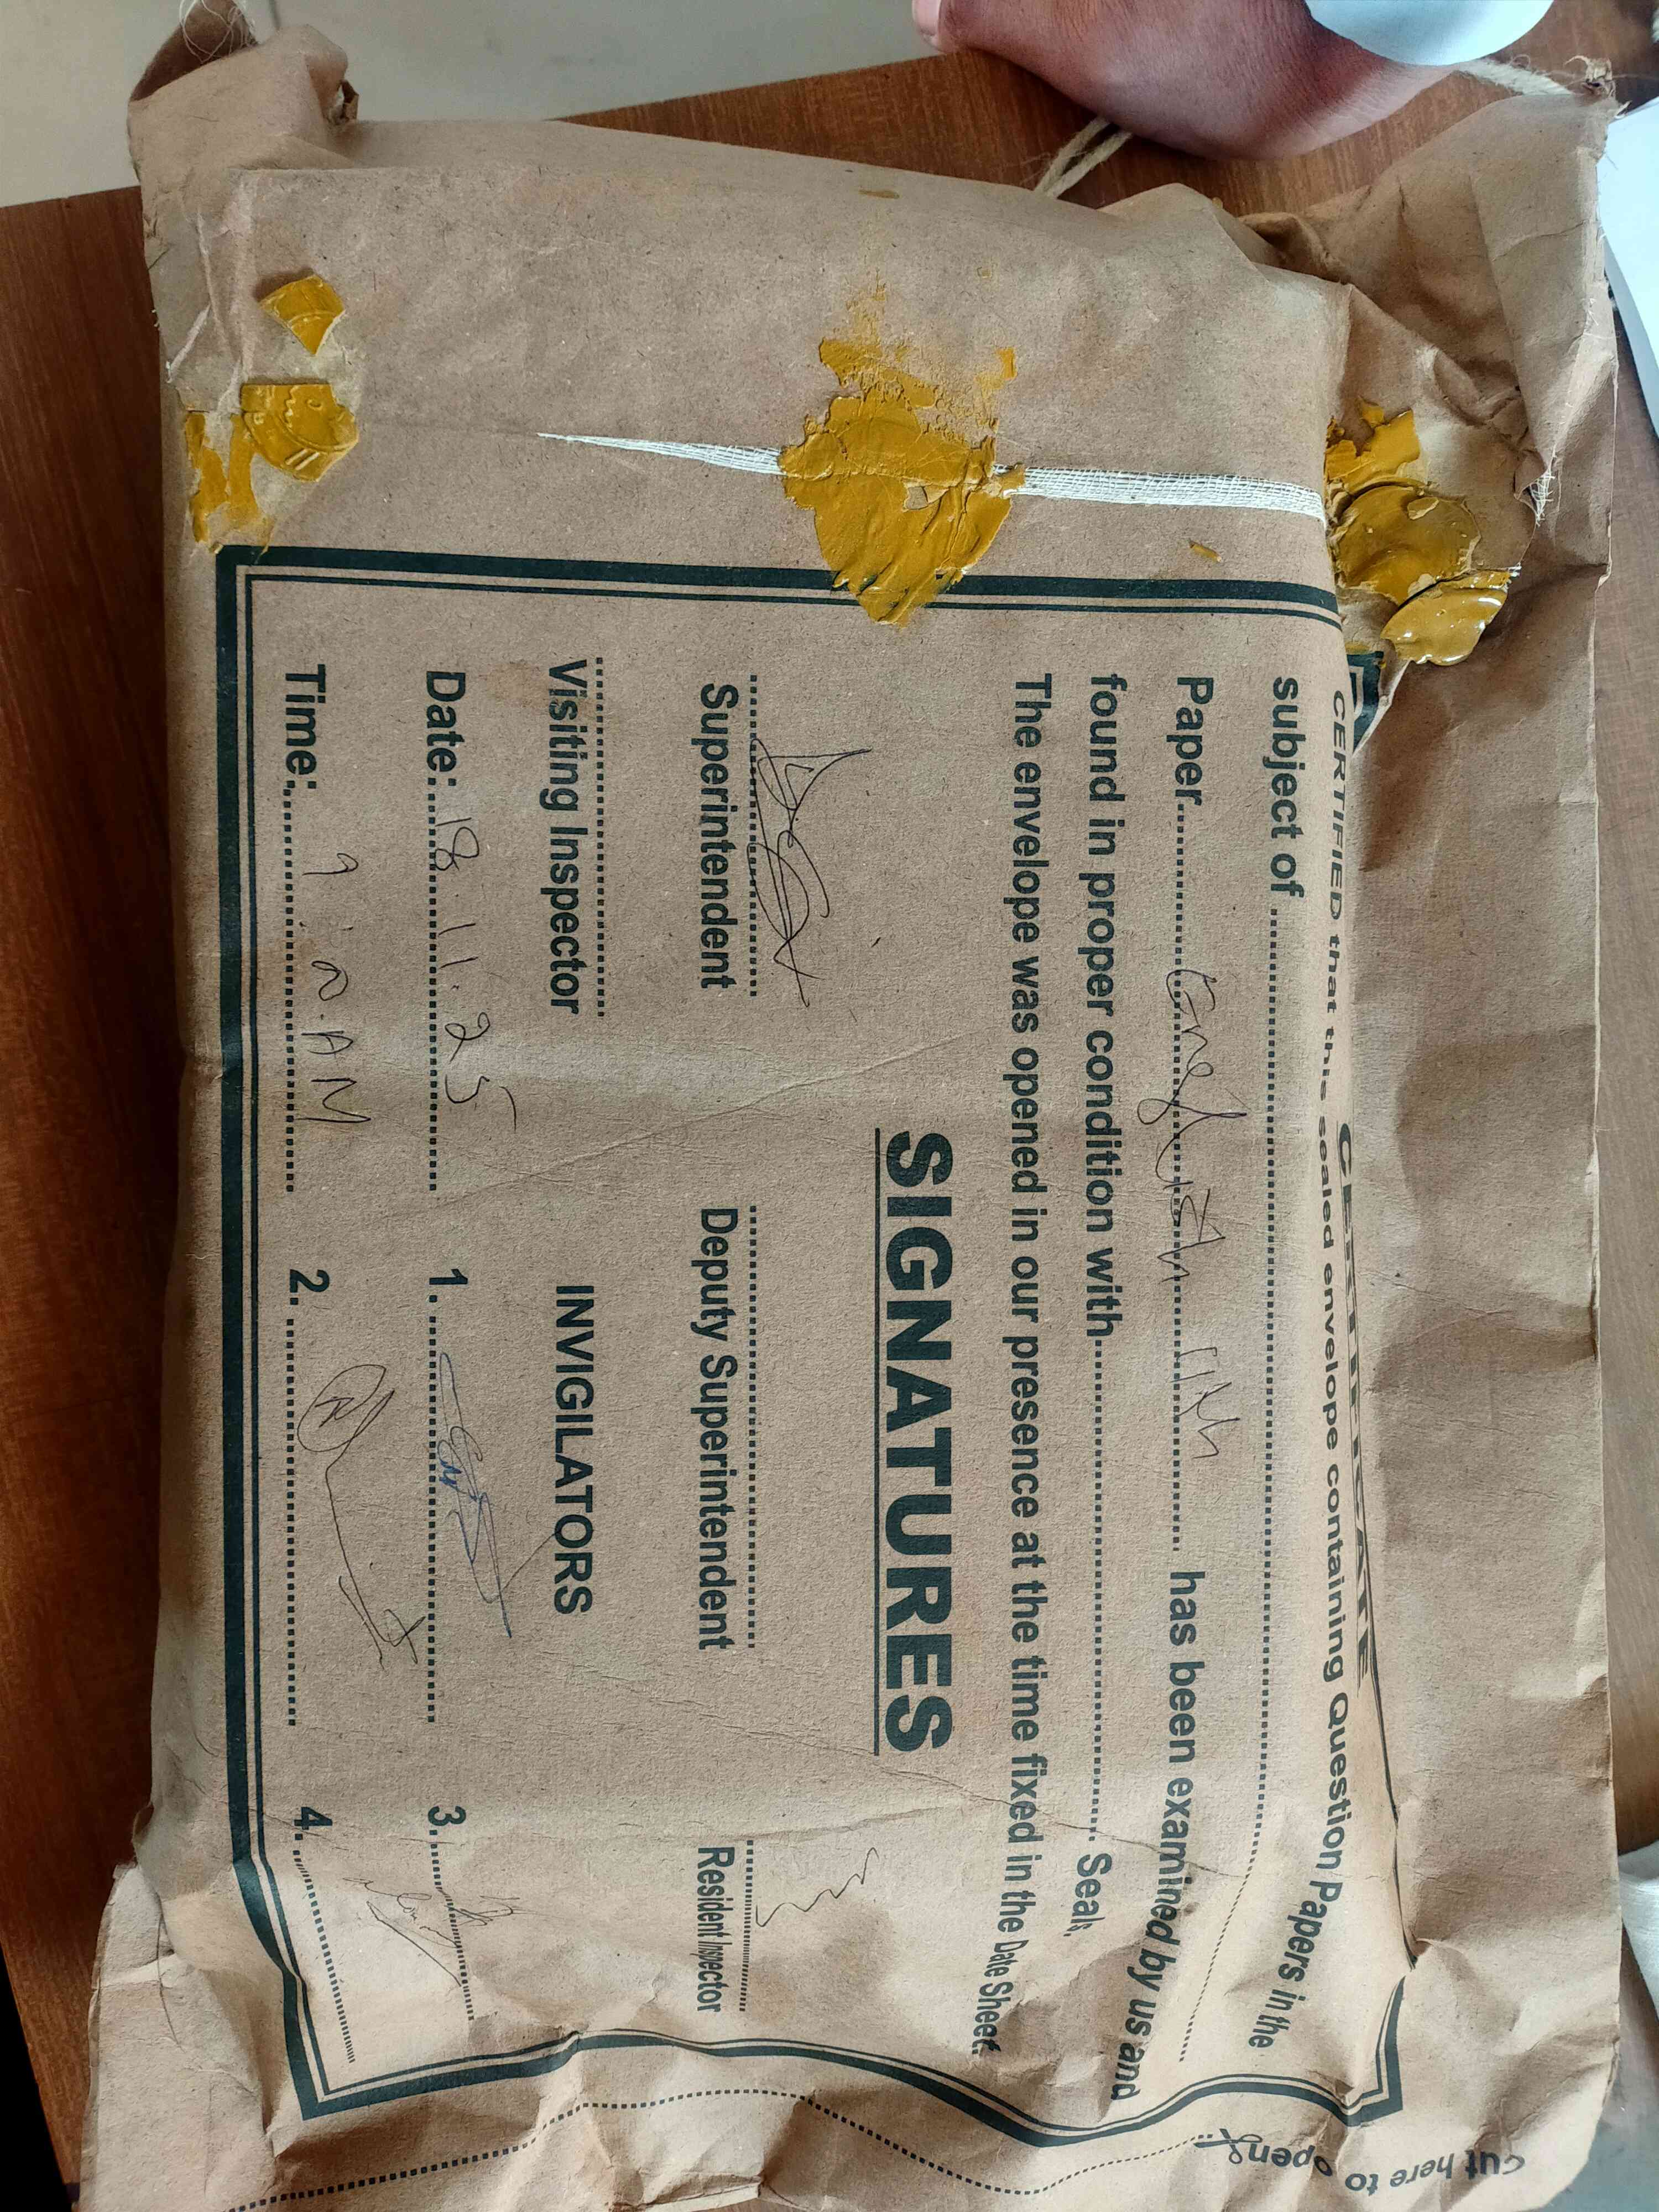 CERTIFICATE
CERTIFIED that this sealed envelope containing Question Papers in the
subject of
Paper English has been examined by us and
found in proper condition with Seals,
The envelope was opened in our presence at the time fixed in the Date Sheet.
SIGNATURES
Superintendent Deputy Superintendent Resident Inspector
Visiting Inspector INVIGILATORS
Date: 18.11.25 1. 3.
Time: 9:00.AM 2. 4.
Cut here to open